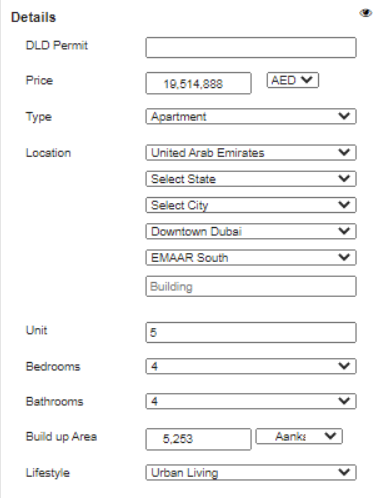 Details
DLD Permit
Price 19,514,888 AED
Type Apartment
Location United Arab Emirates
Select State
Select City
Downtown Dubai
EMAAR South
Building
Unit 5
Bedrooms 4
Bathrooms 4
Build up Area 5,253 Aanka
Lifestyle Urban Living